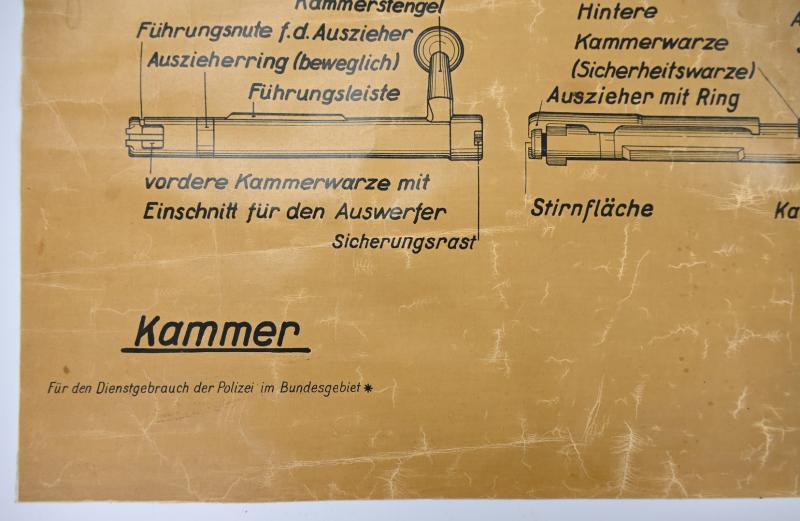 Kammerstengel
Führungsnute f.d. Auszieher
Auszieherring (beweglich)
Führungsleiste
vordere Kammerwarze mit
Einschnitt für den Auswerfer
Sicherungsrast
Hintere
Kammerwarze
(Sicherheitswarze)
Auszieher mit Ring
Stirnfläche
Kammer
Für den Dienstgebrauch der Polizei im Bundesgebiet *